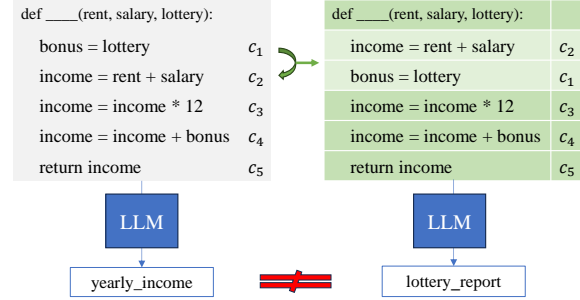 def ____(rent, salary, lottery):
bonus = lottery c₁
income = rent + salary c₂
income = income * 12 c₃
income = income + bonus c₄
return income c₅
LLM
yearly_income
def ____(rent, salary, lottery):
income = rent + salary c₂
bonus = lottery c₁
income = income * 12 c₃
income = income + bonus c₄
return income c₅
LLM
lottery_report